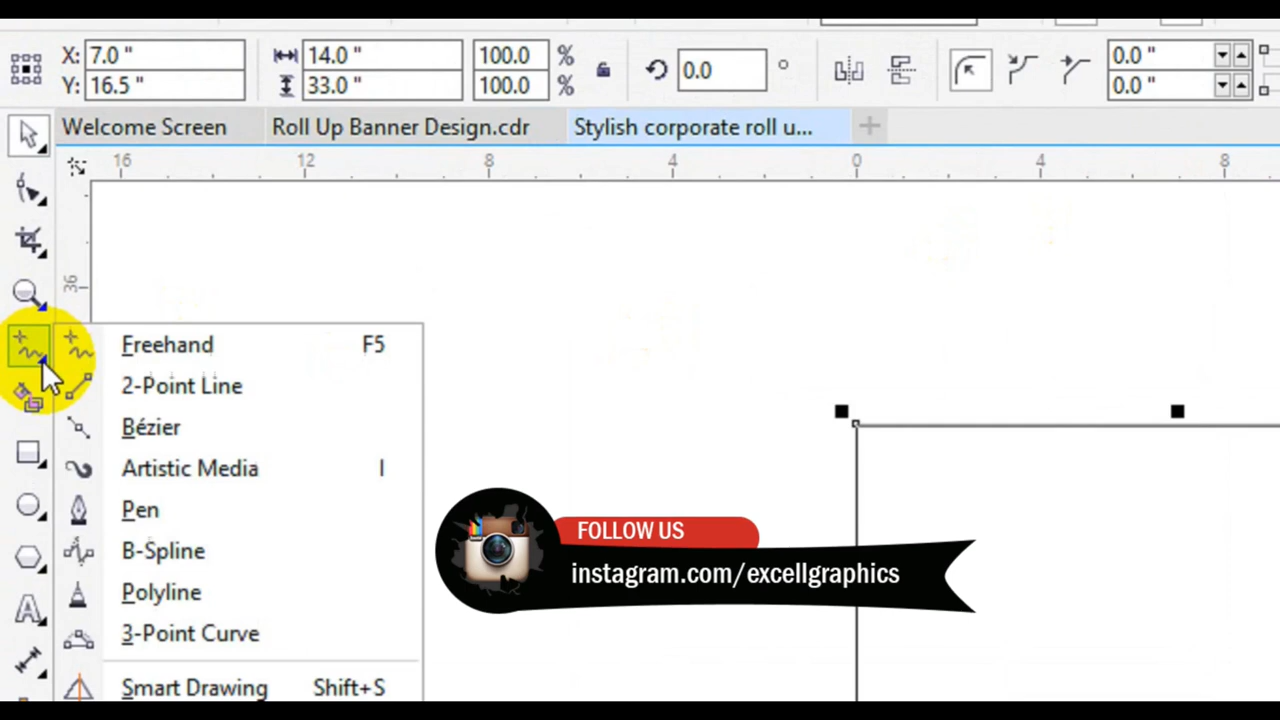 X: 7.0 " 14.0 " 100.0 % 0.0 ° 0.0 "
Y: 16.5 " 33.0 " 100.0 % 0.0 "
Welcome Screen Roll Up Banner Design.cdr Stylish corporate roll u...
16 12 8 4 0 4 8
36
Freehand F5
2-Point Line
Bézier
Artistic Media I
Pen
B-Spline
Polyline
3-Point Curve
Smart Drawing Shift+S
FOLLOW US
instagram.com/excellgraphics